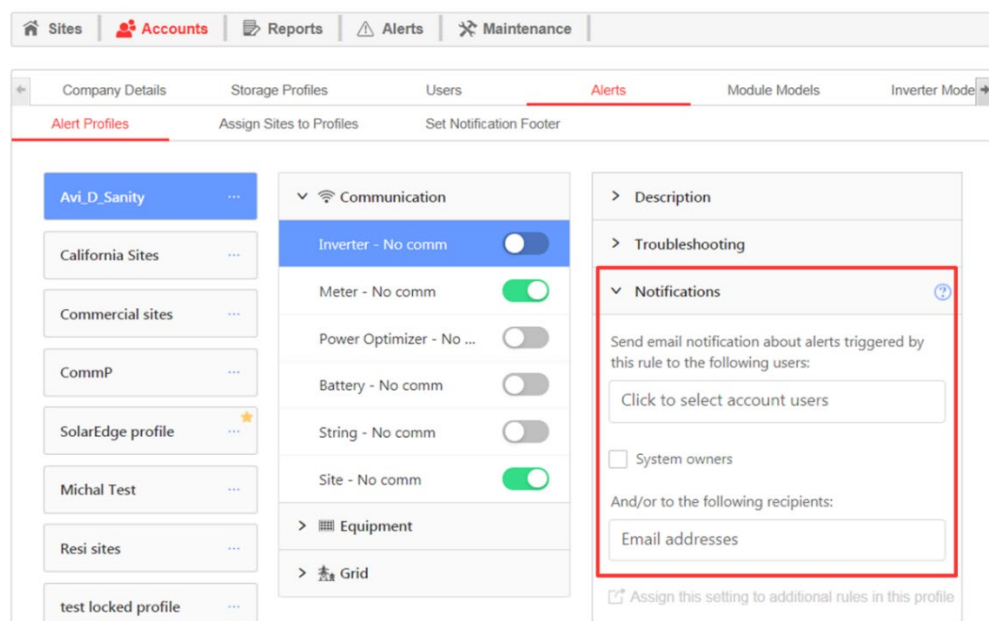 Sites Accounts Reports Alerts Maintenance
Company Details Storage Profiles Users Alerts Module Models Inverter Mode
Alert Profiles Assign Sites to Profiles Set Notification Footer
Avi_D_Sanity ...
California Sites ...
Commercial sites ...
CommP ...
SolarEdge profile ...
Michal Test ...
Resi sites ...
test locked profile ...
Communication
Inverter - No comm
Meter - No comm
Power Optimizer - No ...
Battery - No comm
String - No comm
Site - No comm
Equipment
Grid
Description
Troubleshooting
Notifications ?
Send email notification about alerts triggered by
this rule to the following users:
Click to select account users
System owners
And/or to the following recipients:
Email addresses
Assign this setting to additional rules in this profile